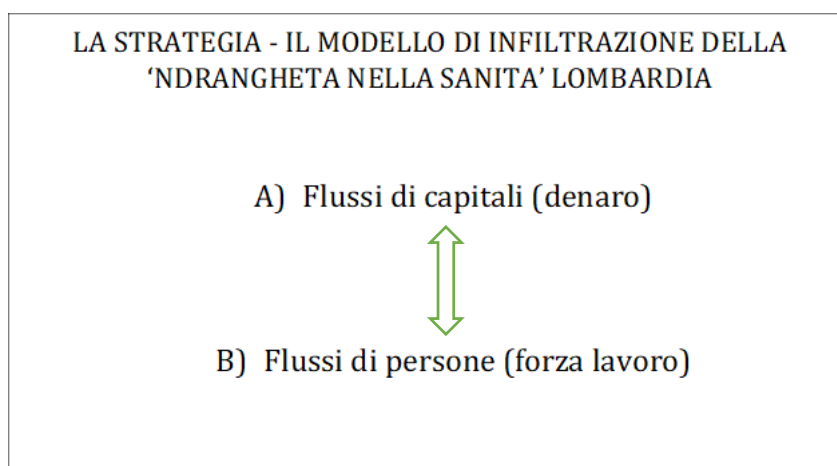 LA STRATEGIA - IL MODELLO DI INFILTRAZIONE DELLA
‘NDRANGHETA NELLA SANITA’ LOMBARDIA
A) Flussi di capitali (denaro)
B) Flussi di persone (forza lavoro)